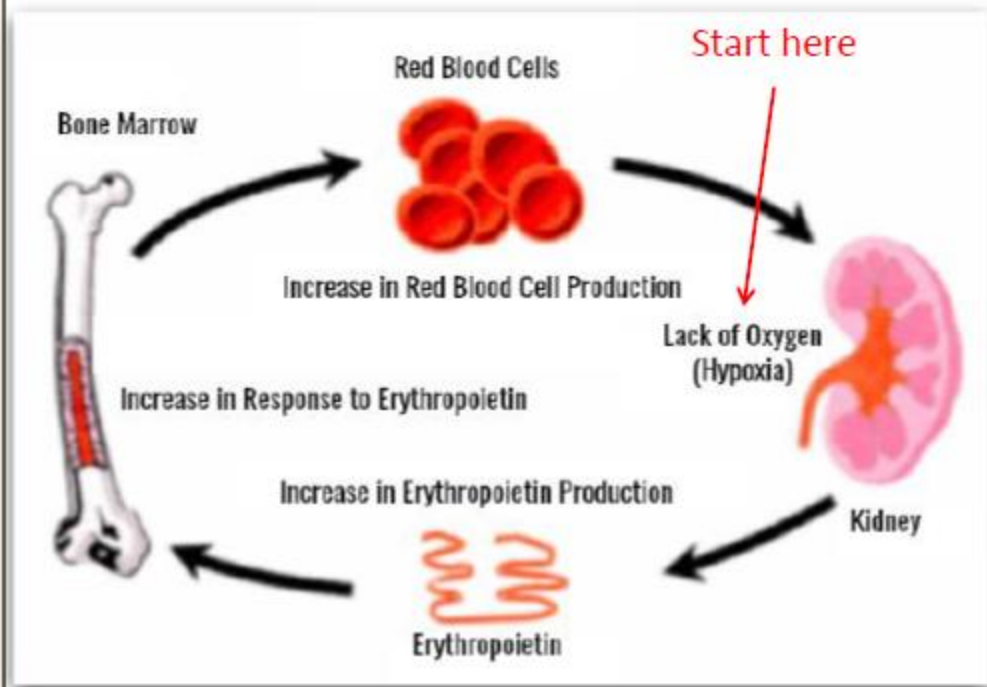 Start here
Red Blood Cells
Bone Marrow
Increase in Red Blood Cell Production
Lack of Oxygen
(Hypoxia)
Increase in Response to Erythropoietin
Increase in Erythropoietin Production
Kidney
Erythropoietin